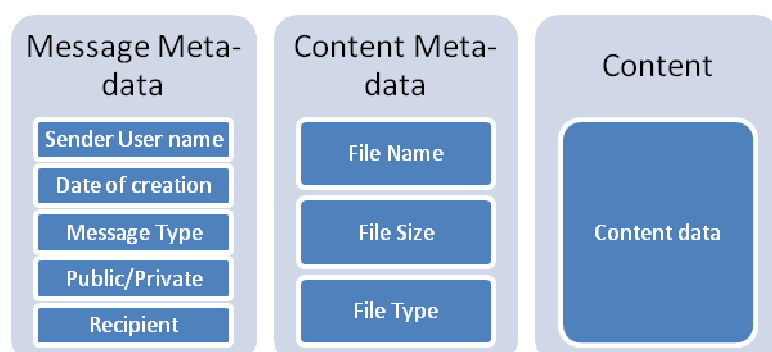 Message Meta-
data
Sender User name
Date of creation
Message Type
Public/Private
Recipient
Content Meta-
data
File Name
File Size
File Type
Content
Content data